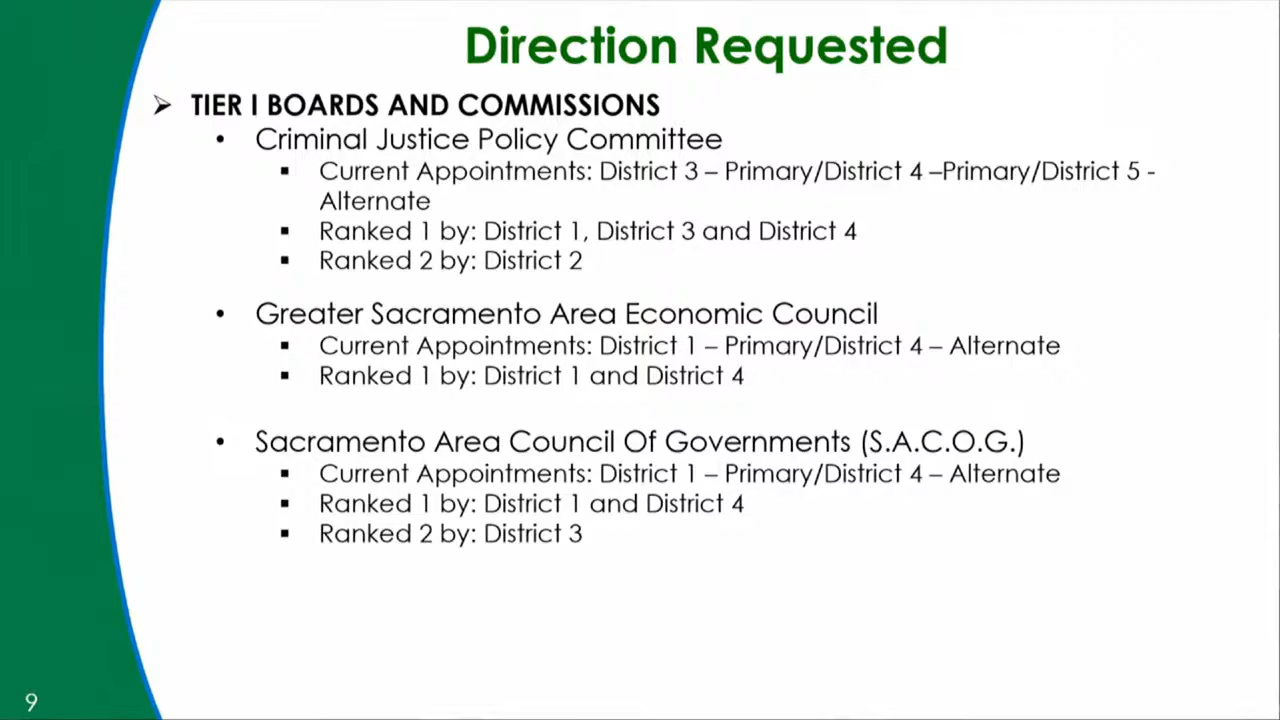 Direction Requested
➢ TIER I BOARDS AND COMMISSIONS
• Criminal Justice Policy Committee
▪ Current Appointments: District 3 – Primary/District 4 –Primary/District 5 -
Alternate
▪ Ranked 1 by: District 1, District 3 and District 4
▪ Ranked 2 by: District 2
• Greater Sacramento Area Economic Council
▪ Current Appointments: District 1 – Primary/District 4 – Alternate
▪ Ranked 1 by: District 1 and District 4
• Sacramento Area Council Of Governments (S.A.C.O.G.)
▪ Current Appointments: District 1 – Primary/District 4 – Alternate
▪ Ranked 1 by: District 1 and District 4
▪ Ranked 2 by: District 3
9